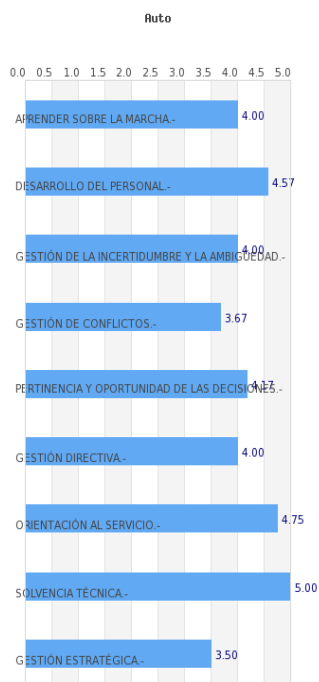 Auto
0.0 0.5 1.0 1.5 2.0 2.5 3.0 3.5 4.0 4.5 5.0
APRENDER SOBRE LA MARCHA.- 4.00
DESARROLLO DEL PERSONAL.- 4.57
GESTIÓN DE LA INCERTIDUMBRE Y LA AMBIGÜEDAD.- 4.00
GESTIÓN DE CONFLICTOS.- 3.67
PERTINENCIA Y OPORTUNIDAD DE LAS DECISIONES.- 4.17
GESTIÓN DIRECTIVA.- 4.00
ORIENTACIÓN AL SERVICIO.- 4.75
SOLVENCIA TÉCNICA.- 5.00
GESTIÓN ESTRATÉGICA.- 3.50